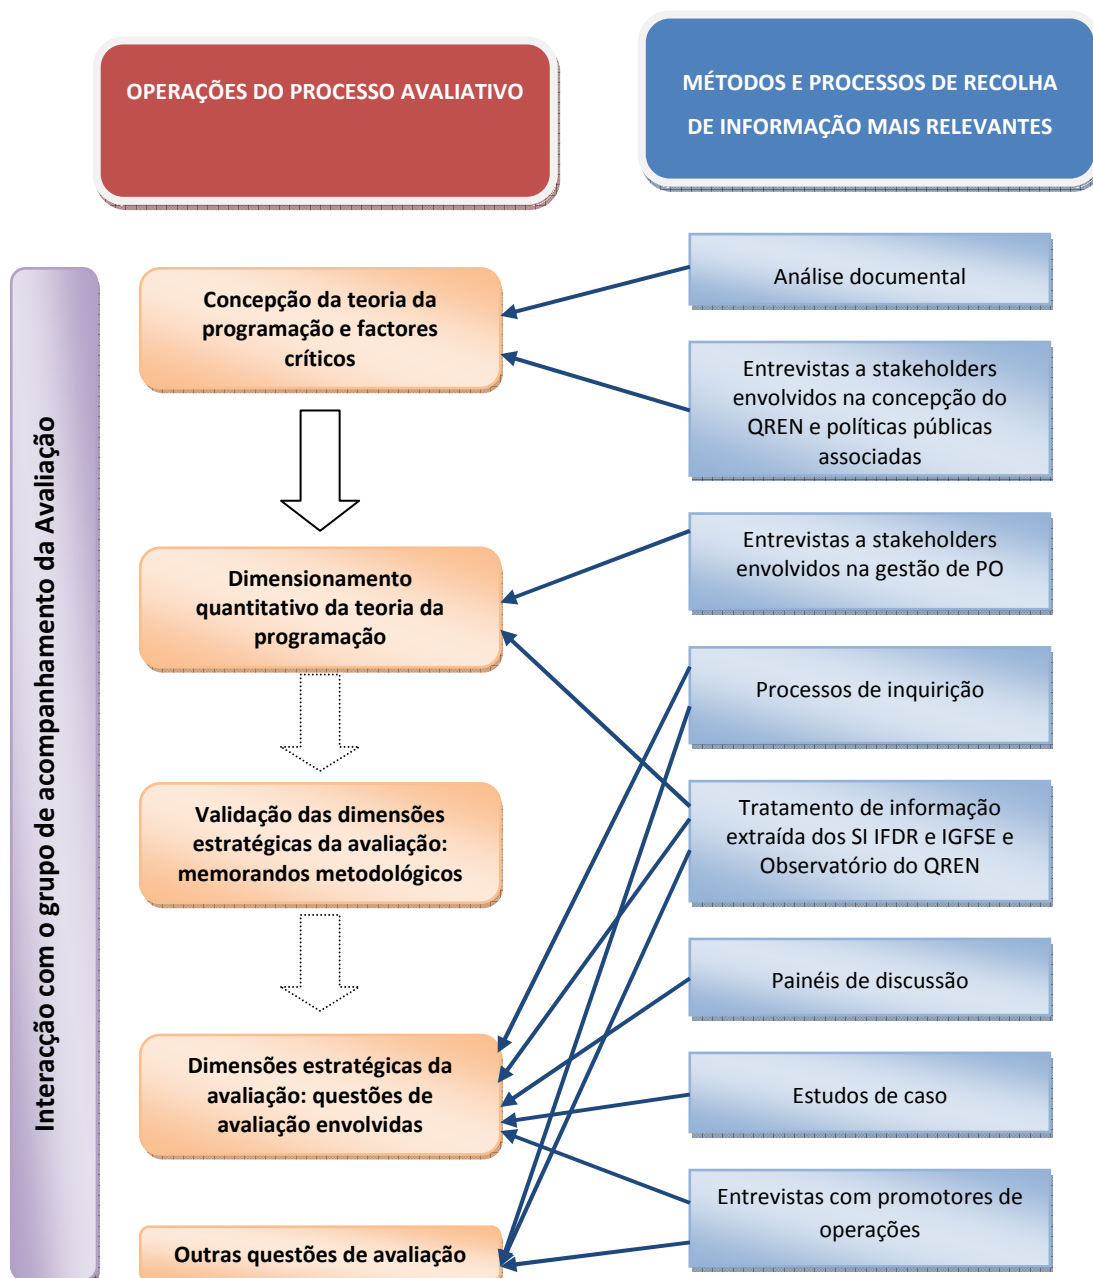 OPERAÇÕES DO PROCESSO AVALIATIVO
MÉTODOS E PROCESSOS DE RECOLHA
DE INFORMAÇÃO MAIS RELEVANTES
Interacção com o grupo de acompanhamento da Avaliação
Concepção da teoria da
programação e factores
críticos
Dimensionamento
quantitativo da teoria da
programação
Validação das dimensões
estratégicas da avaliação:
memorandos metodológicos
Dimensões estratégicas da
avaliação: questões de
avaliação envolvidas
Outras questões de avaliação
Análise documental
Entrevistas a stakeholders
envolvidos na concepção do
QREN e políticas públicas
associadas
Entrevistas a stakeholders
envolvidos na gestão de PO
Processos de inquirição
Tratamento de informação
extraída dos SI IFDR e IGFSE e
Observatório do QREN
Painéis de discussão
Estudos de caso
Entrevistas com promotores de
operações